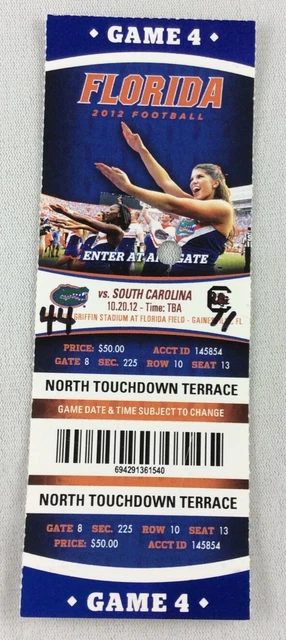 GAME 4
FLORIDA
2012 FOOTBALL
ENTER AT ANY GATE
vs. SOUTH CAROLINA
10.20.12 - Time: TBA
44
11
GRIFFIN STADIUM AT FLORIDA FIELD - GAINESVILLE, FL
PRICE: $50.00 ACCT ID 145854
GATE 8 SEC. 225 ROW 10 SEAT 13
NORTH TOUCHDOWN TERRACE
GAME DATE & TIME SUBJECT TO CHANGE
694291361540
NORTH TOUCHDOWN TERRACE
GATE 8 SEC. 225 ROW 10 SEAT 13
PRICE: $50.00 ACCT ID 145854
GAME 4